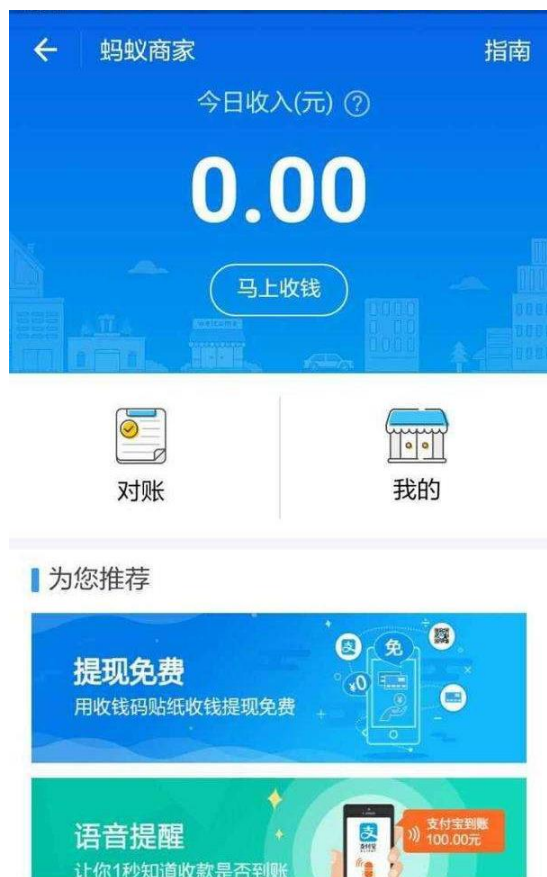 蚂蚁商家
指南
今日收入(元) ?
0.00
马上收钱
对账
我的
为您推荐
提现免费
用收钱码贴纸收钱提现免费
免
支
¥0
语音提醒
让你1秒知道收款是否到账
支
支付宝到账
100.00元